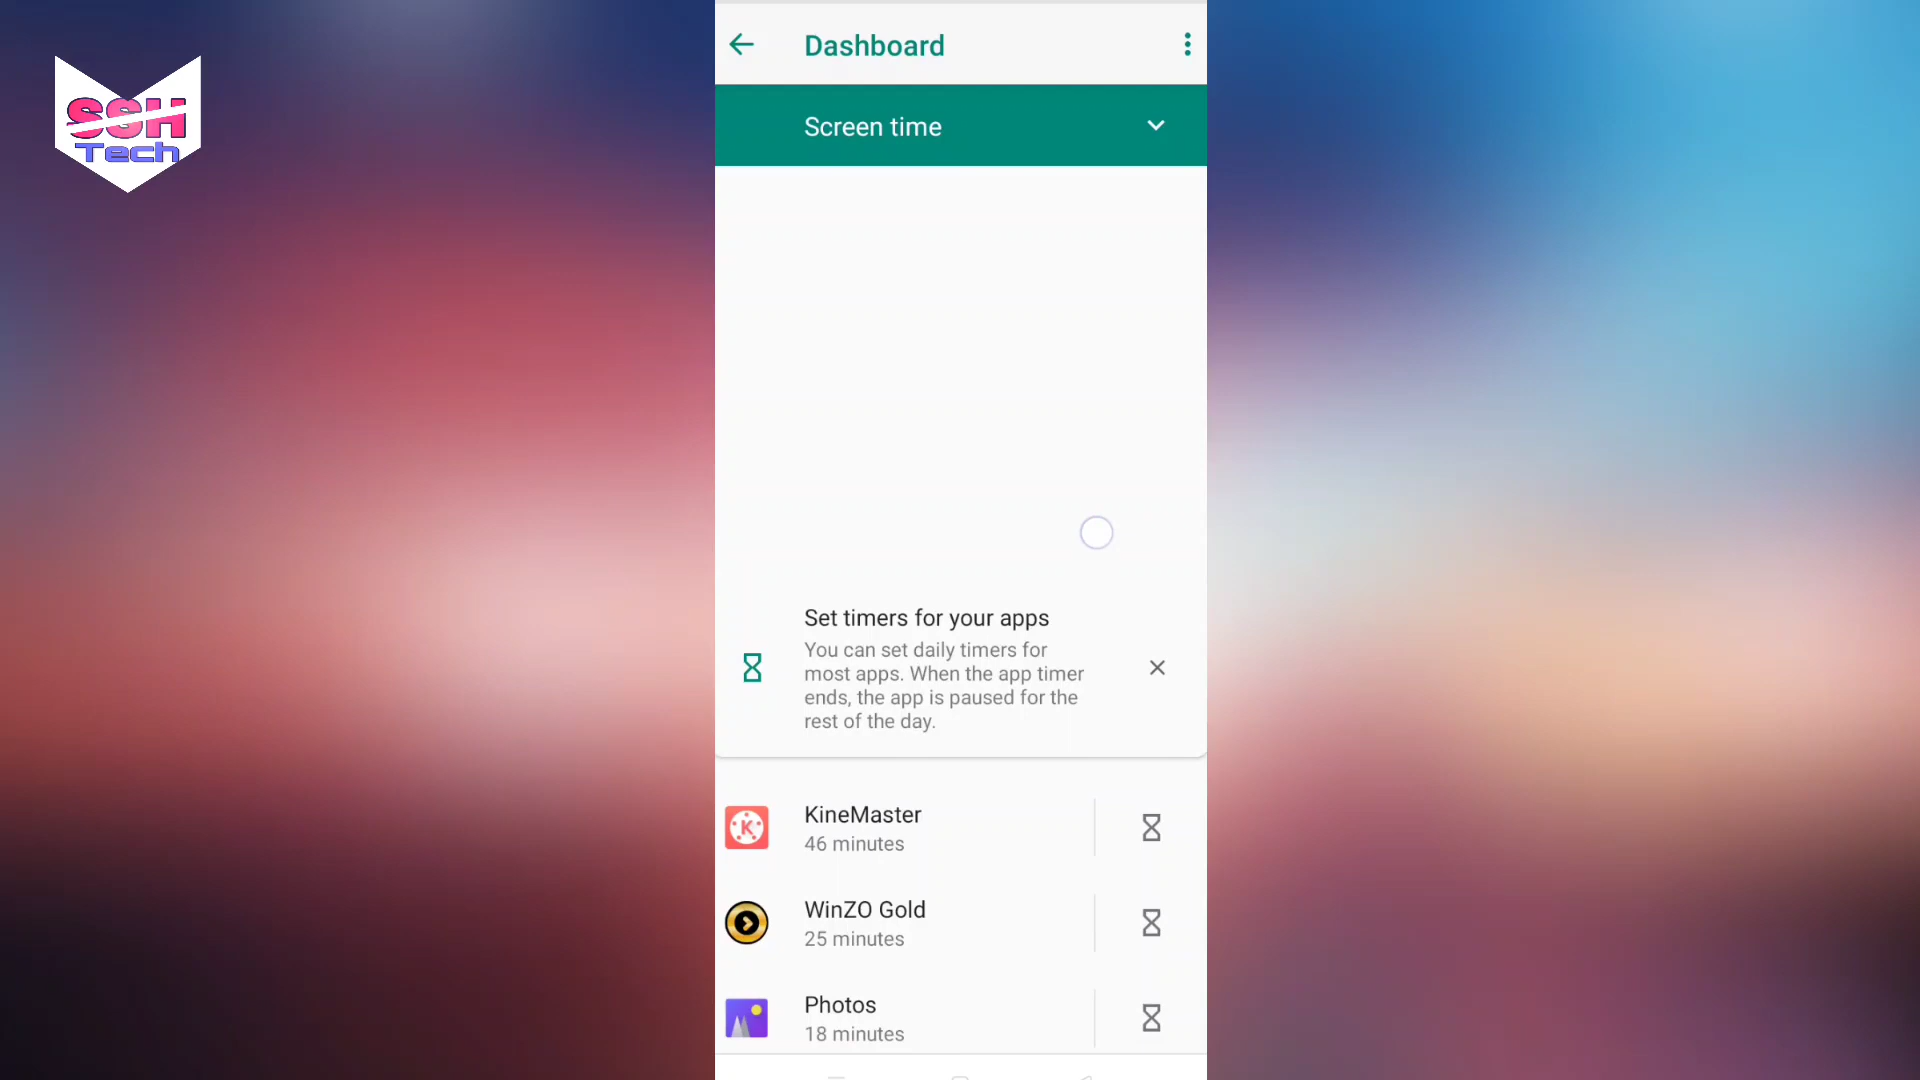 SSH
Tech
Dashboard
Screen time
Set timers for your apps
You can set daily timers for
most apps. When the app timer
ends, the app is paused for the
rest of the day.
KineMaster
46 minutes
WinZO Gold
25 minutes
Photos
18 minutes